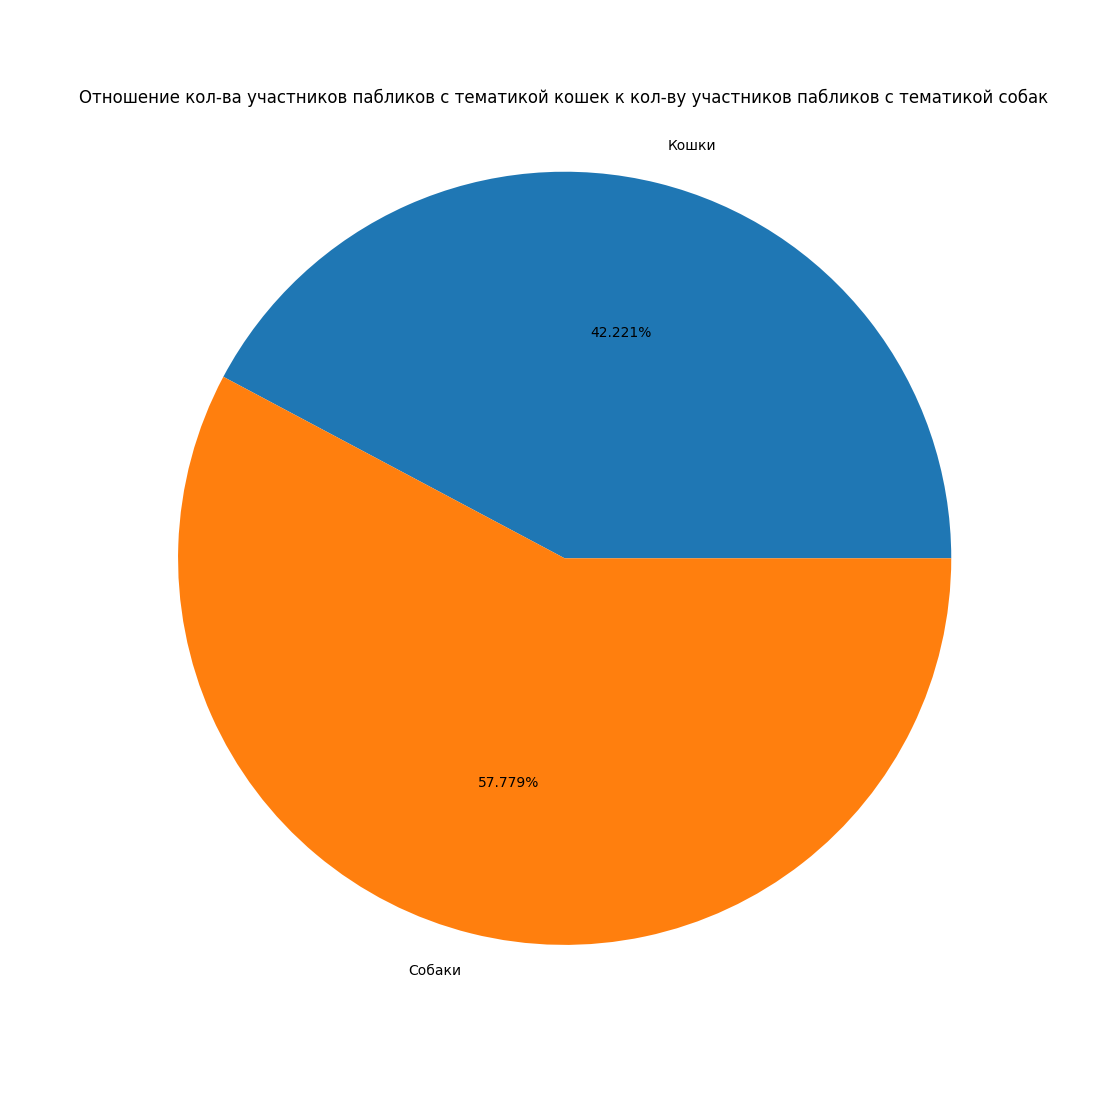 Отношение кол-ва участников пабликов с тематикой кошек к кол-ву участников пабликов с тематикой собак
Кошки
42.221%
57.779%
Собаки